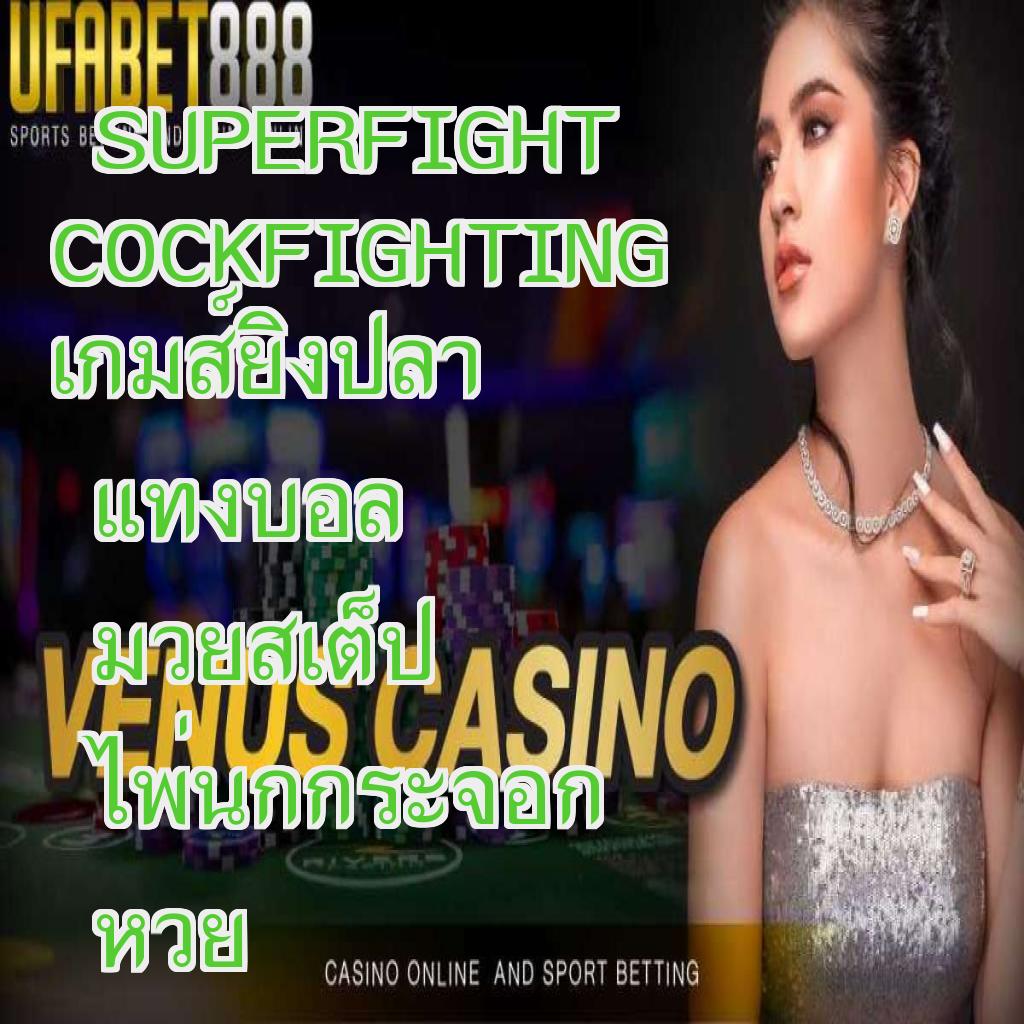 UFABET888
SPORTS
SUPERFIGHT
COCKFIGHTING
เกมส์ยิงปลา
แทงบอล
มวยสเต็ป
VENUS CASINO
ไพ่นกกระจอก
หวย
CASINO ONLINE AND SPORT BETTING